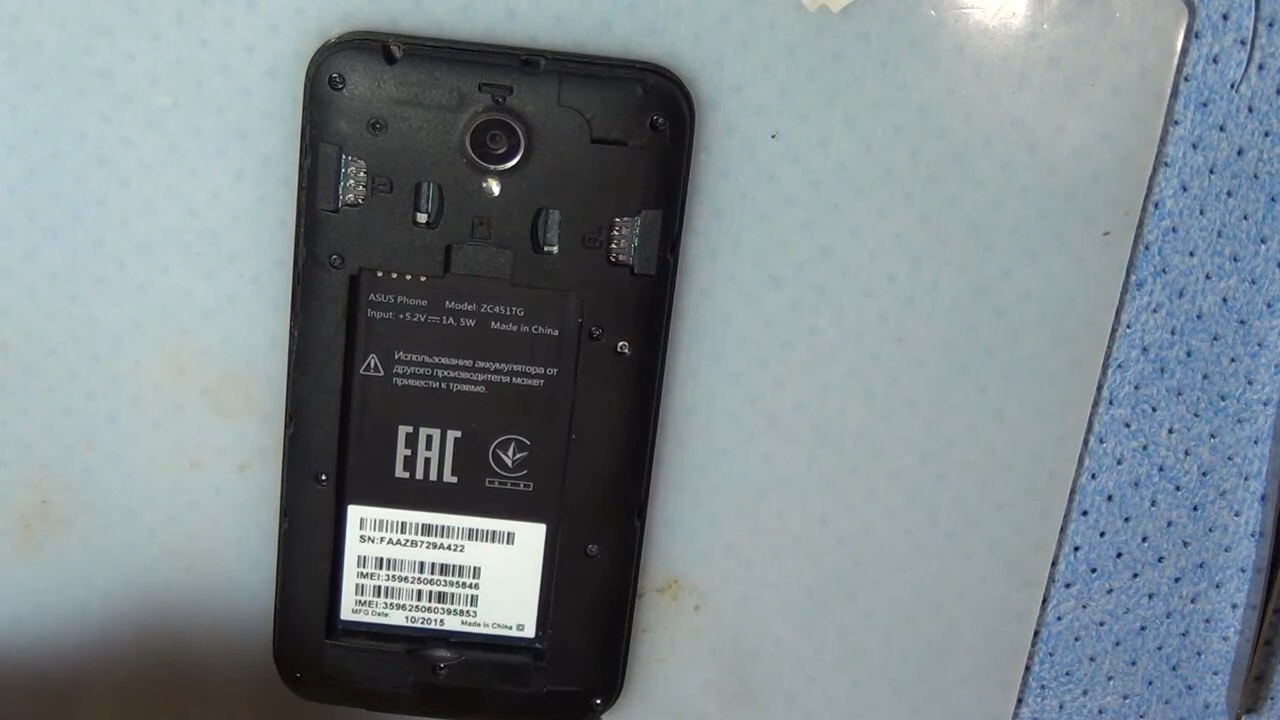 ASUS Phone Model: ZC451TG
Input: +5.2V⎓1A, 5W Made in China
Использование аккумулятора от
другого производителя может
привести к травме.
EAC
SN:FAAZB729A422
IMEI:359625060395846
IMEI:359625060395853
MFG Date: 10/2015 Made in China